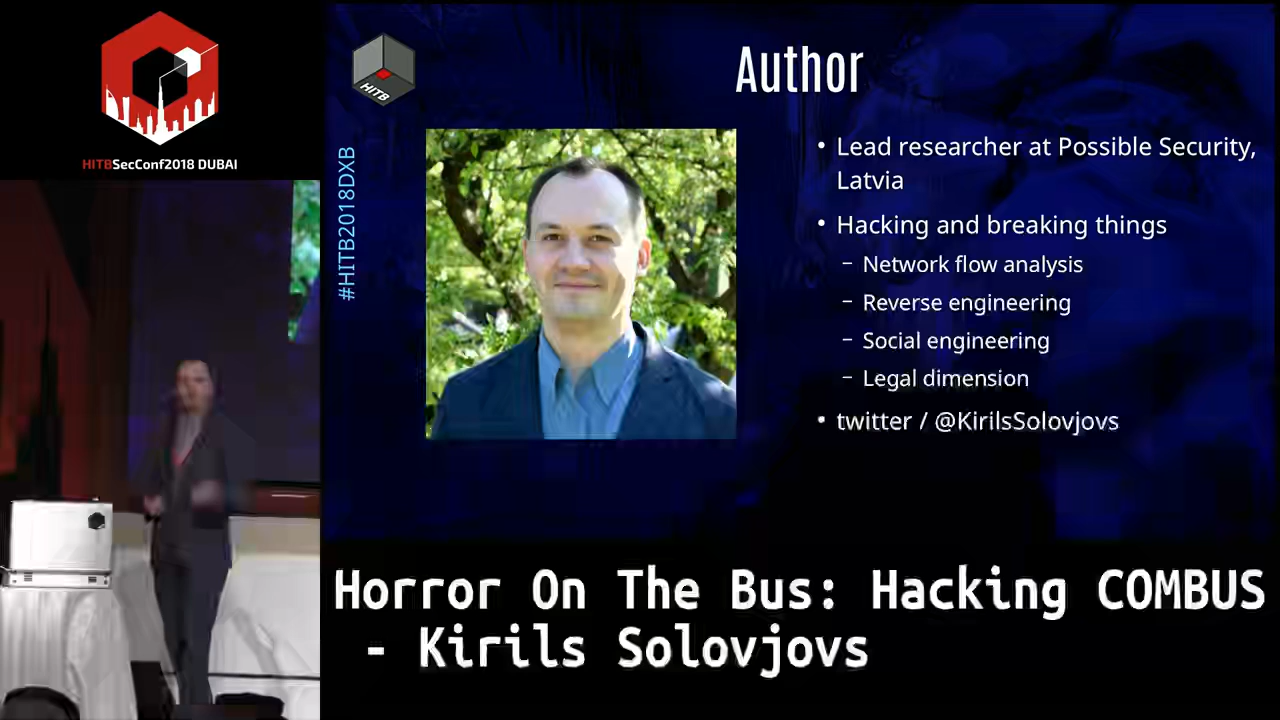 HITBSecConf2018 DUBAI
HITB
#HITB2018DXB
Author
• Lead researcher at Possible Security,
Latvia
• Hacking and breaking things
– Network flow analysis
– Reverse engineering
– Social engineering
– Legal dimension
• twitter / @KirilsSolovjovs
Horror On The Bus: Hacking COMBUS
- Kirils Solovjovs